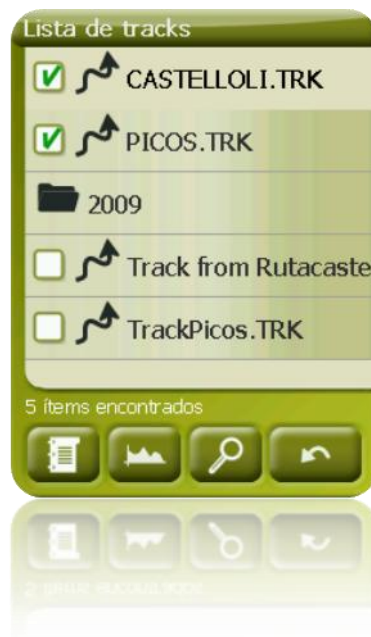 Lista de tracks
CASTELLOLI.TRK
PICOS.TRK
2009
Track from Rutacaste
TrackPicos.TRK
5 ítems encontrados